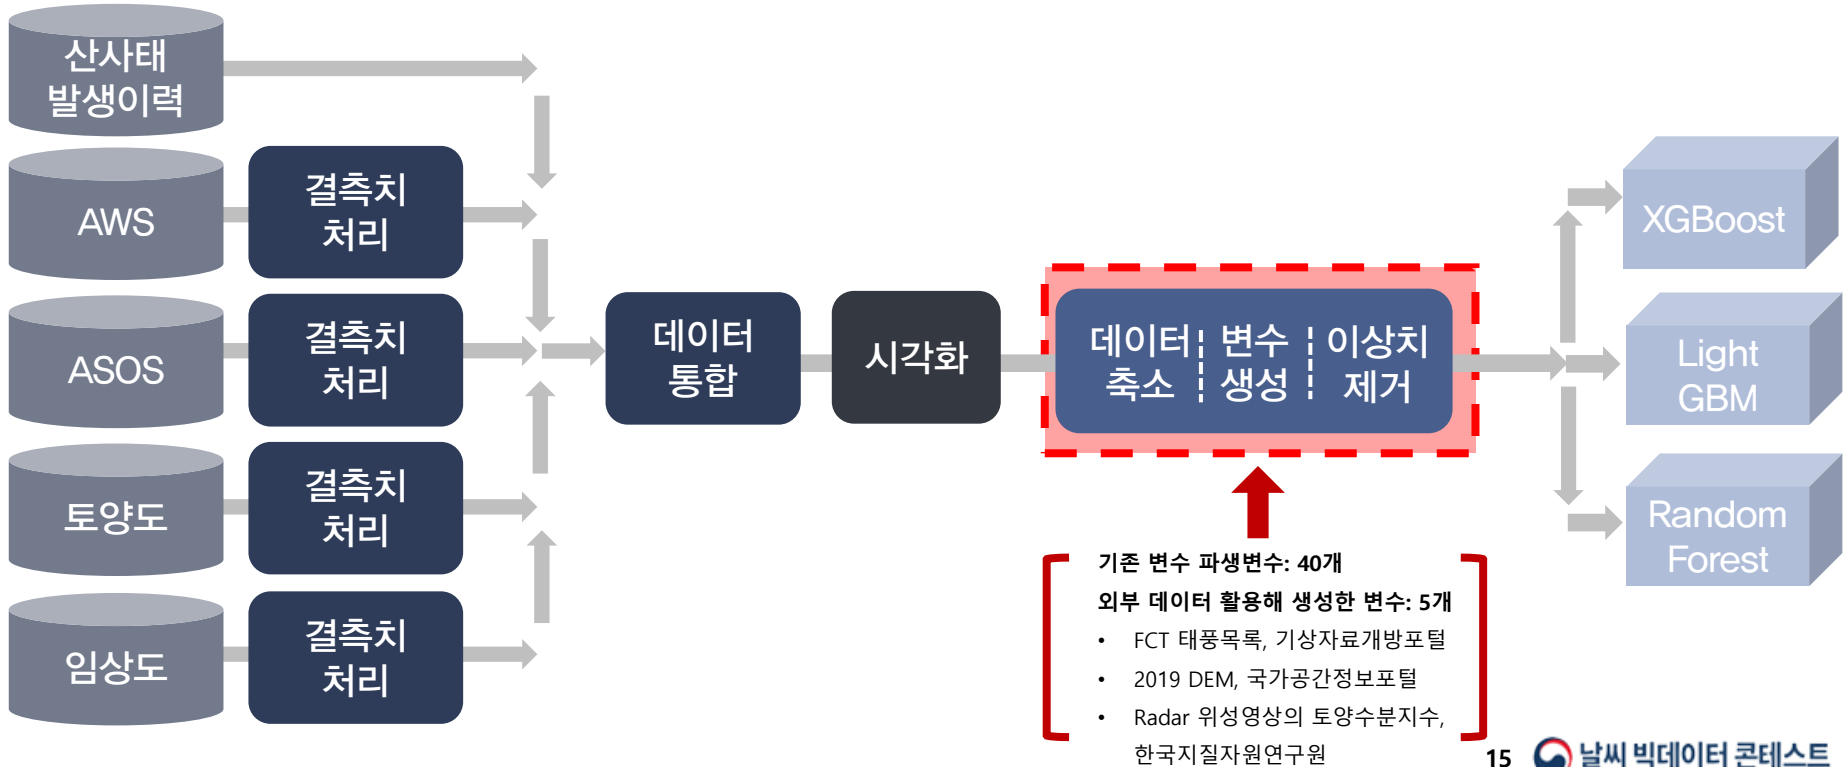 산사태
발생이력
AWS
결측치
처리
ASOS
결측치
처리
토양도
결측치
처리
임상도
결측치
처리
데이터
통합
시각화
데이터
축소
변수
생성
이상치
제거
XGBoost
Light
GBM
Random
Forest
기존 변수 파생변수: 40개
외부 데이터 활용해 생성한 변수: 5개
• FCT 태풍목록, 기상자료개방포털
• 2019 DEM, 국가공간정보포털
• Radar 위성영상의 토양수분지수,
한국지질자원연구원
15
날씨 빅데이터 콘테스트